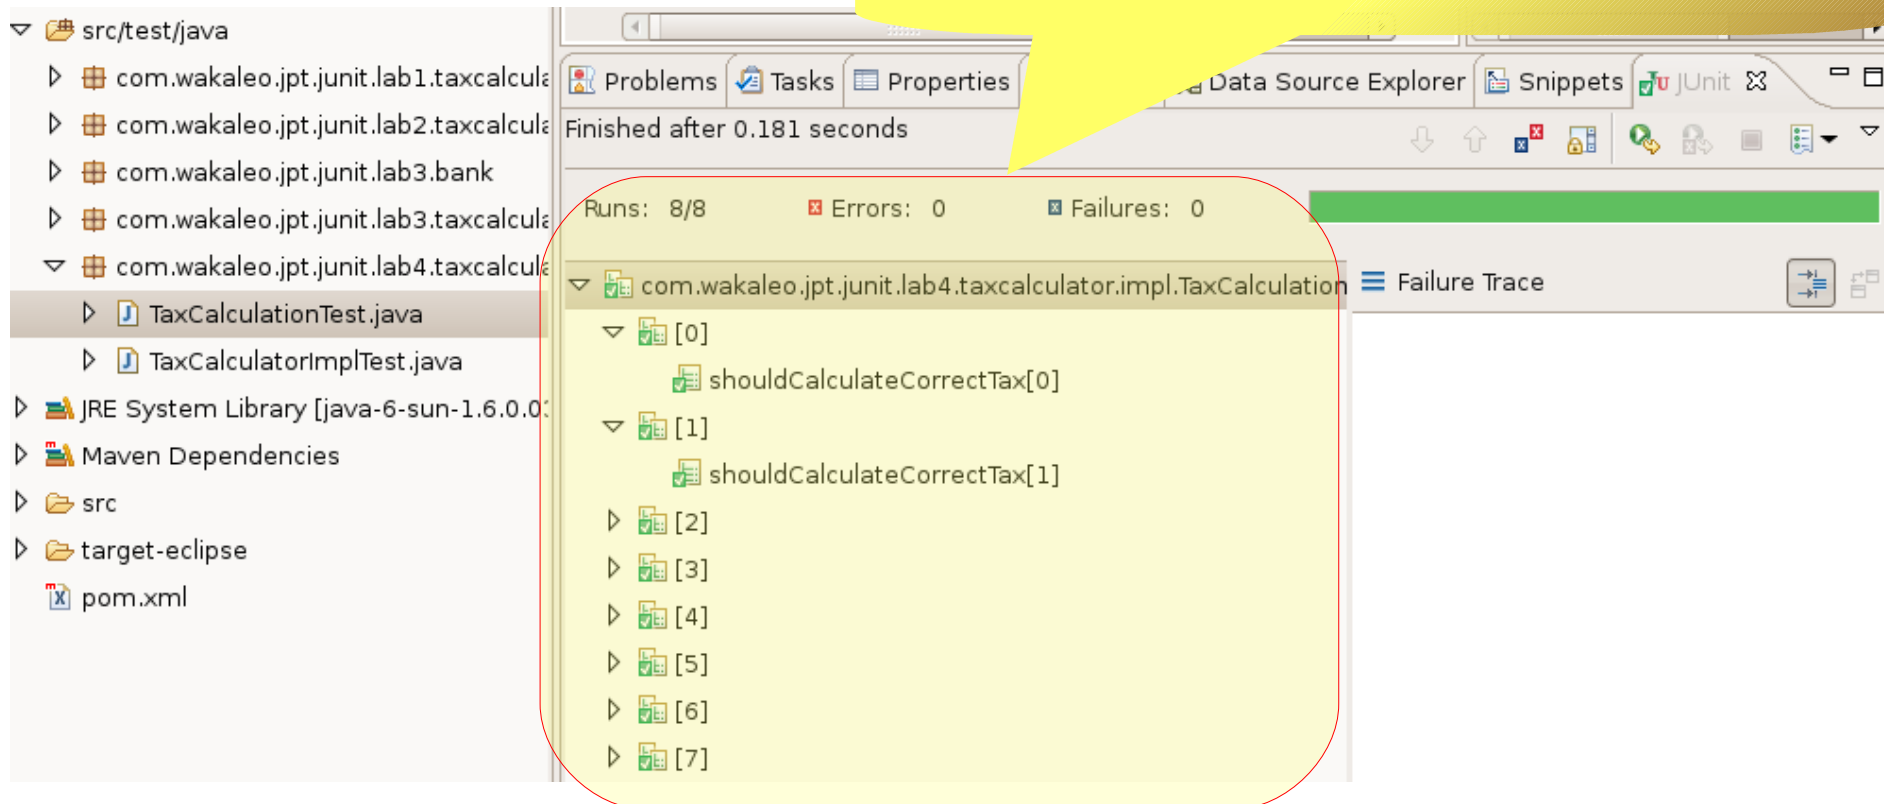 src/test/java
com.wakaleo.jpt.junit.lab1.taxcalcula
com.wakaleo.jpt.junit.lab2.taxcalcula
com.wakaleo.jpt.junit.lab3.bank
com.wakaleo.jpt.junit.lab3.taxcalcula
com.wakaleo.jpt.junit.lab4.taxcalcula
TaxCalculationTest.java
TaxCalculatorImplTest.java
JRE System Library [java-6-sun-1.6.0.03
Maven Dependencies
src
target-eclipse
pom.xml
Problems Tasks Properties Data Source Explorer Snippets JUnit
Finished after 0.181 seconds
Runs: 8/8 Errors: 0 Failures: 0
com.wakaleo.jpt.junit.lab4.taxcalculator.impl.TaxCalculation
[0]
shouldCalculateCorrectTax[0]
[1]
shouldCalculateCorrectTax[1]
[2]
[3]
[4]
[5]
[6]
[7]
Failure Trace